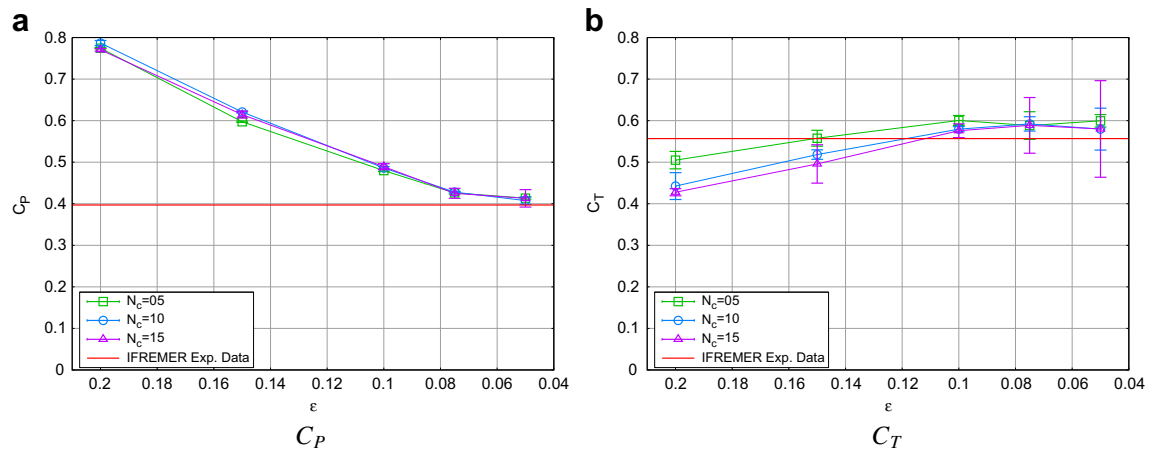 a
0.8
0.7
0.6
0.5
0.4
0.3
0.2
0.1
0
C_P
N_c=05
N_c=10
N_c=15
IFREMER Exp. Data
0.2 0.18 0.16 0.14 0.12 0.1 0.08 0.06 0.04
ε
C_P
b
0.8
0.7
0.6
0.5
0.4
0.3
0.2
0.1
0
C_T
N_c=05
N_c=10
N_c=15
IFREMER Exp. Data
0.2 0.18 0.16 0.14 0.12 0.1 0.08 0.06 0.04
ε
C_T